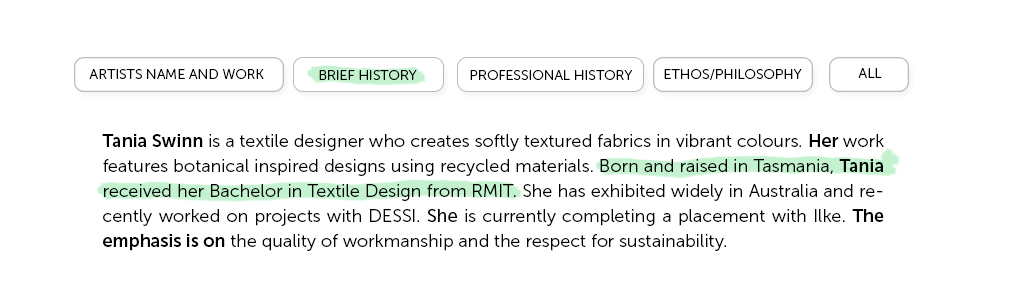 ARTISTS NAME AND WORK BRIEF HISTORY PROFESSIONAL HISTORY ETHOS/PHILOSOPHY ALL
Tania Swinn is a textile designer who creates softly textured fabrics in vibrant colours. Her work
features botanical inspired designs using recycled materials. Born and raised in Tasmania, Tania
received her Bachelor in Textile Design from RMIT. She has exhibited widely in Australia and re-
cently worked on projects with DESSI. She is currently completing a placement with Ilke. The
emphasis is on the quality of workmanship and the respect for sustainability.